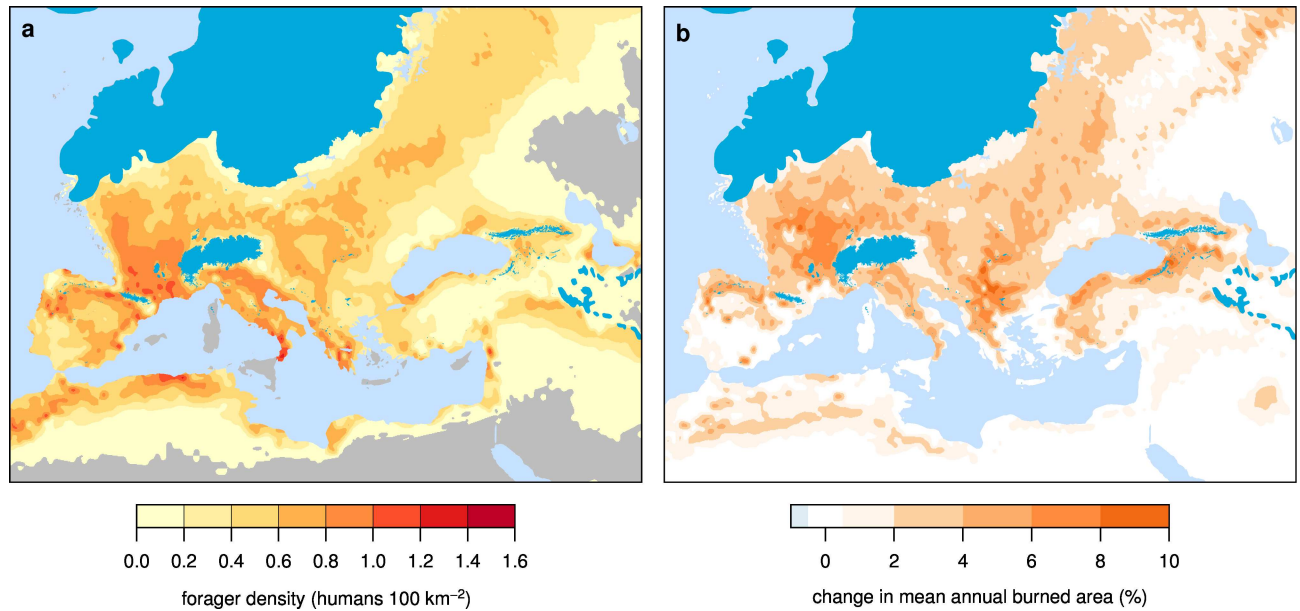 a
b
0.0 0.2 0.4 0.6 0.8 1.0 1.2 1.4 1.6
forager density (humans 100 km⁻²)
0 2 4 6 8 10
change in mean annual burned area (%)